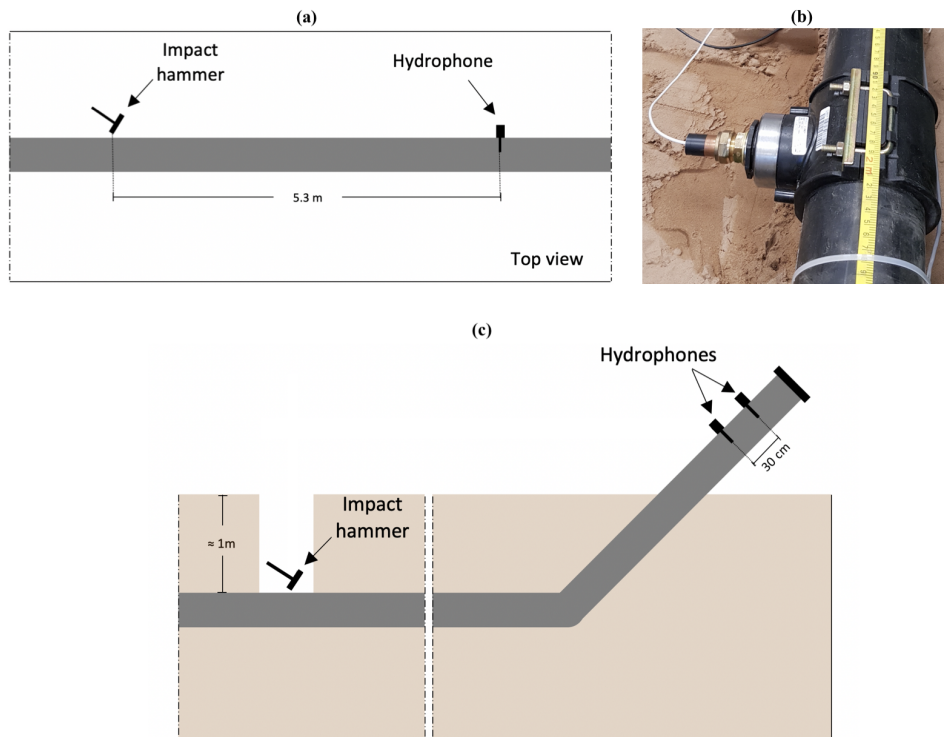 (a)
Impact
hammer
Hydrophone
5.3 m
Top view
(b)
(c)
Hydrophones
30 cm
≈ 1m
Impact
hammer